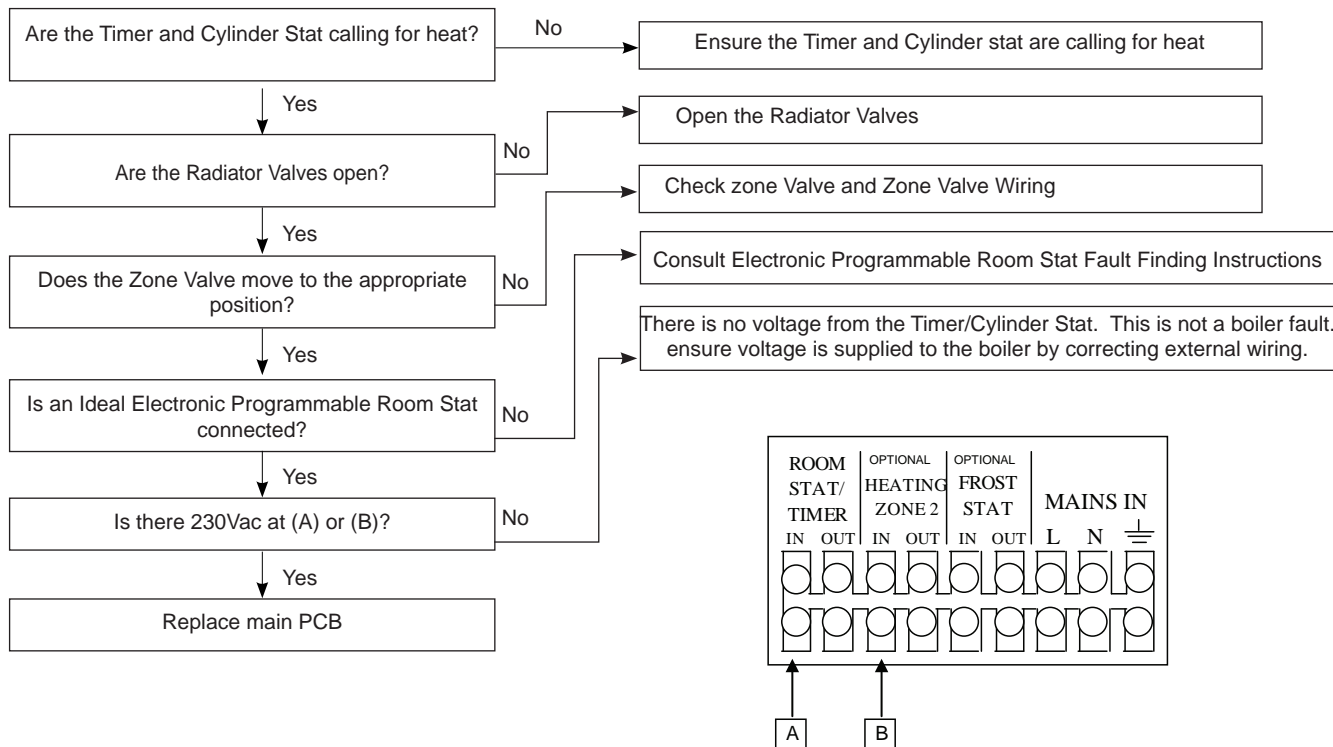 Are the Timer and Cylinder Stat calling for heat?
No
Ensure the Timer and Cylinder stat are calling for heat
Yes
Are the Radiator Valves open?
No
Open the Radiator Valves
Yes
Does the Zone Valve move to the appropriate
position?
No
Check zone Valve and Zone Valve Wiring
Yes
Is an Ideal Electronic Programmable Room Stat
connected?
No
Consult Electronic Programmable Room Stat Fault Finding Instructions
Yes
Is there 230Vac at (A) or (B)?
No
There is no voltage from the Timer/Cylinder Stat. This is not a boiler fault.
ensure voltage is supplied to the boiler by correcting external wiring.
Yes
Replace main PCB
ROOM
STAT/
TIMER
IN OUT
OPTIONAL
HEATING
ZONE 2
IN OUT
OPTIONAL
FROST
STAT
IN OUT
MAINS IN
L N
A
B